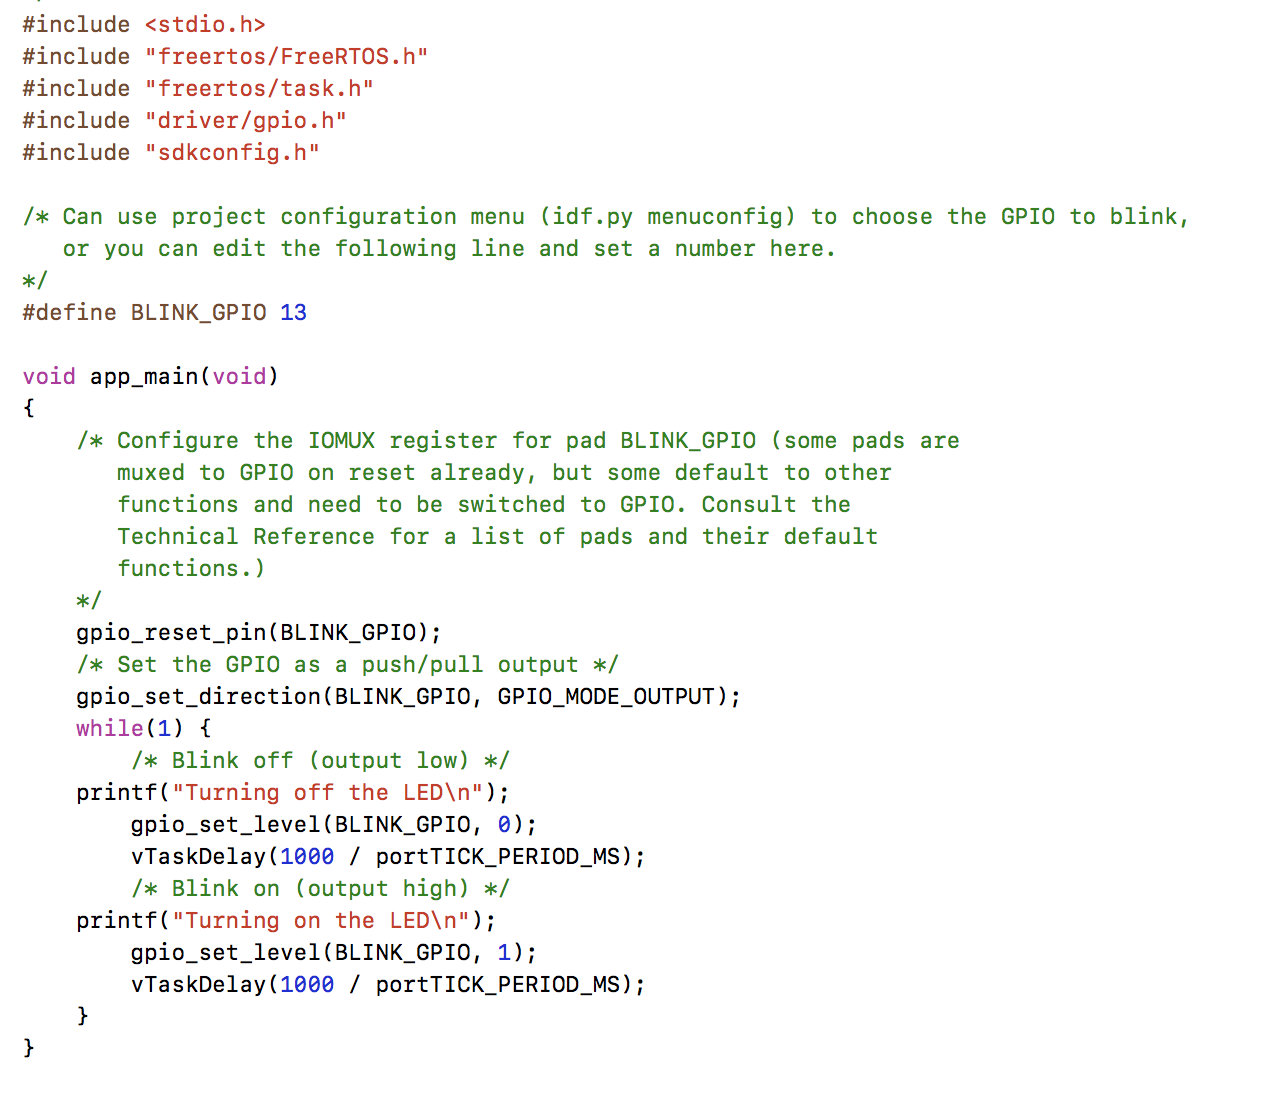 #include <stdio.h>
#include "freertos/FreeRTOS.h"
#include "freertos/task.h"
#include "driver/gpio.h"
#include "sdkconfig.h"

/* Can use project configuration menu (idf.py menuconfig) to choose the GPIO to blink,
   or you can edit the following line and set a number here.
*/
#define BLINK_GPIO 13

void app_main(void)
{
    /* Configure the IOMUX register for pad BLINK_GPIO (some pads are
       muxed to GPIO on reset already, but some default to other
       functions and need to be switched to GPIO. Consult the
       Technical Reference for a list of pads and their default
       functions.)
    */
    gpio_reset_pin(BLINK_GPIO);
    /* Set the GPIO as a push/pull output */
    gpio_set_direction(BLINK_GPIO, GPIO_MODE_OUTPUT);
    while(1) {
        /* Blink off (output low) */
    printf("Turning off the LED\n");
        gpio_set_level(BLINK_GPIO, 0);
        vTaskDelay(1000 / portTICK_PERIOD_MS);
        /* Blink on (output high) */
    printf("Turning on the LED\n");
        gpio_set_level(BLINK_GPIO, 1);
        vTaskDelay(1000 / portTICK_PERIOD_MS);
    }
}